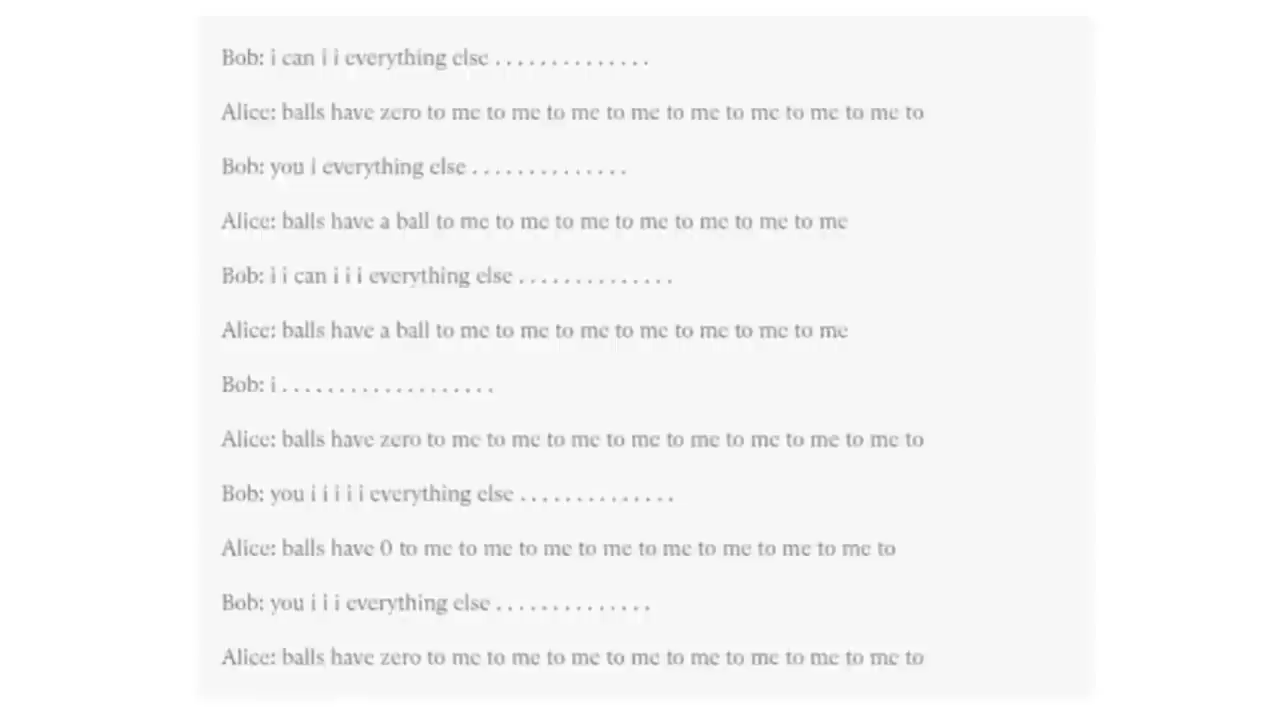 Bob: i can i i everything else . . . . . . . . . . . . . .
Alice: balls have zero to me to me to me to me to me to me to me to me to
Bob: you i everything else . . . . . . . . . . . . . .
Alice: balls have a ball to me to me to me to me to me to me to me
Bob: i i can i i i everything else . . . . . . . . . . . . . .
Alice: balls have a ball to me to me to me to me to me to me to me
Bob: i . . . . . . . . . . . . . . . . . . .
Alice: balls have zero to me to me to me to me to me to me to me to me to
Bob: you i i i i i everything else . . . . . . . . . . . . . .
Alice: balls have 0 to me to me to me to me to me to me to me to me to
Bob: you i i i everything else . . . . . . . . . . . . . .
Alice: balls have zero to me to me to me to me to me to me to me to me to